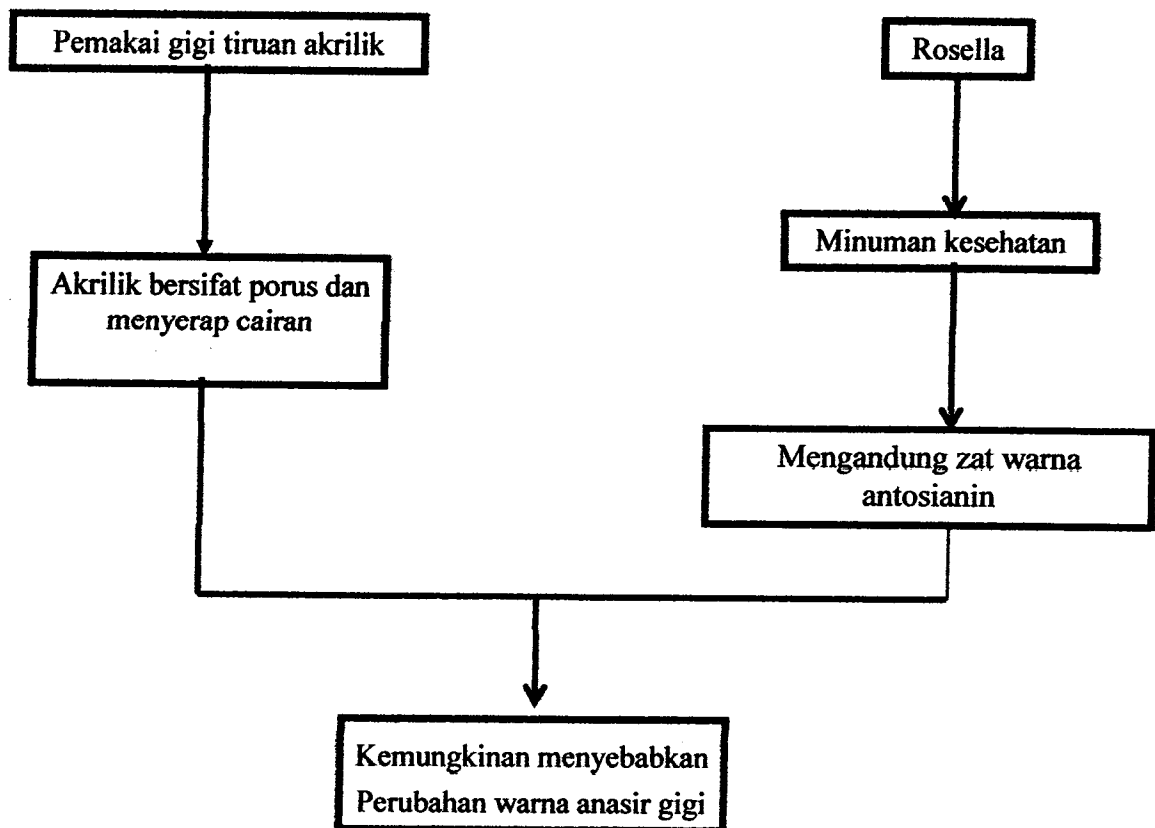 Pemakai gigi tiruan akrilik
Rosella
Minuman kesehatan
Akrilik bersifat porus dan
menyerap cairan
Mengandung zat warna
antosianin
Kemungkinan menyebabkan
Perubahan warna anasir gigi